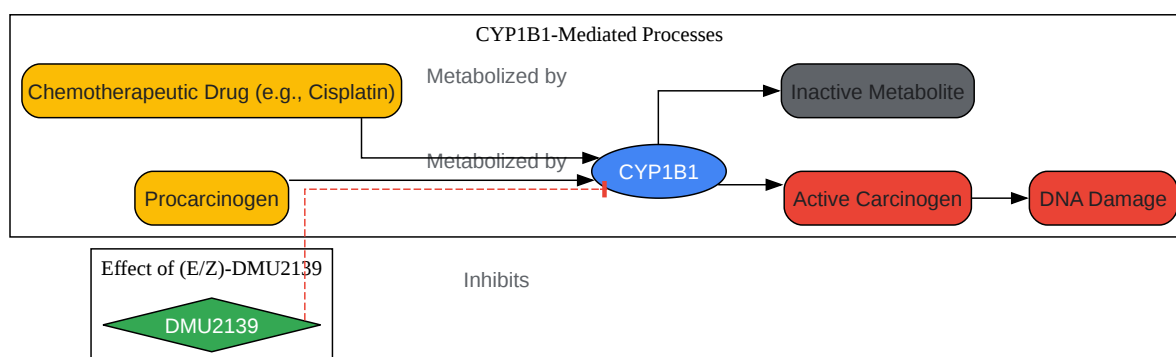 CYP1B1-Mediated Processes
Metabolized by
Chemotherapeutic Drug (e.g., Cisplatin)
Inactive Metabolite
Metabolized by
CYP1B1
Procarcinogen
Active Carcinogen
DNA Damage
Effect of (E/Z)-DMU2139
Inhibits
DMU2139